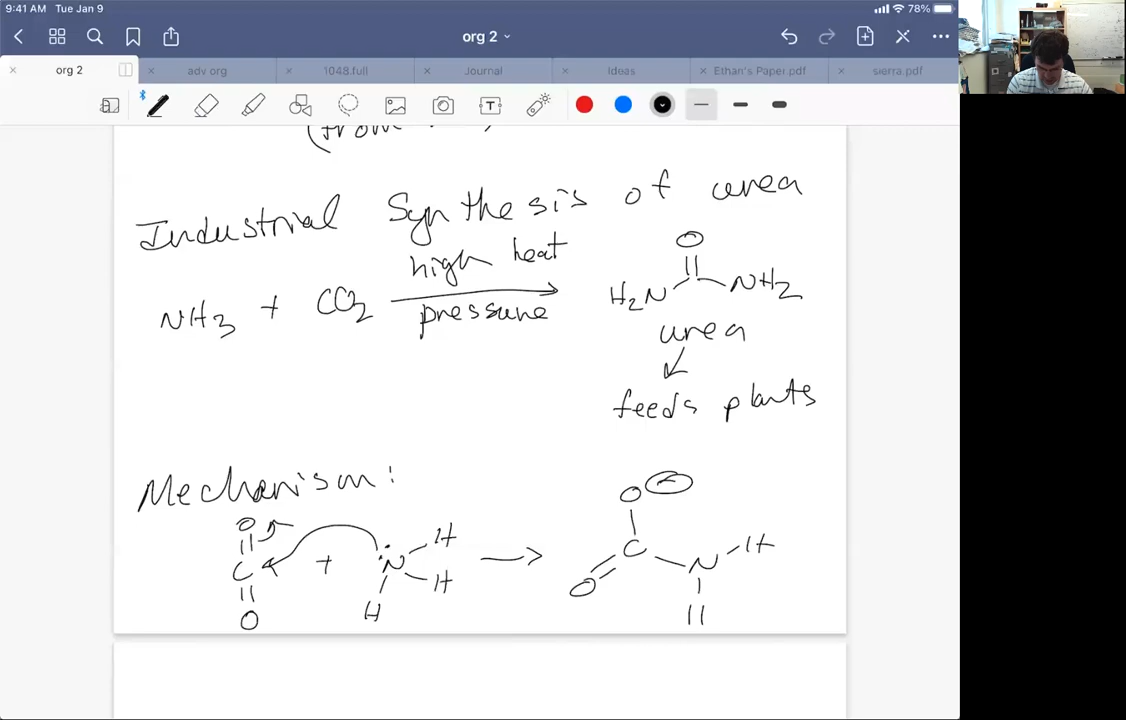 9:41 AM Tue Jan 9
78%
org 2
org 2
adv org
1048.full
Journal
Ideas
Ethan's Paper.pdf
sierra.pdf
T
(from
Industrial Synthesis of urea
high heat
NH3 + CO2
pressure
O
H2N NH2
urea
feeds plants
Mechanism:
O
C + N H H H
O
O
C
O
N H